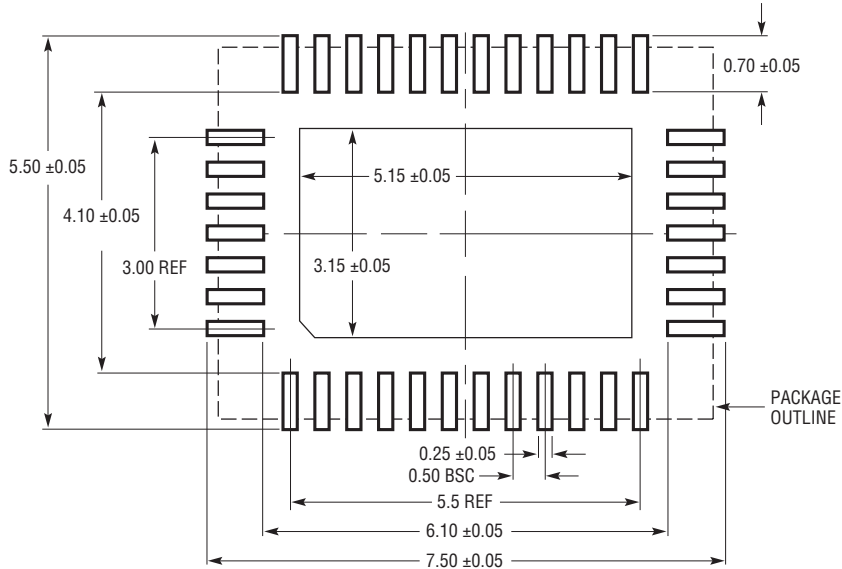 0.70 ±0.05
5.50 ±0.05
5.15 ±0.05
4.10 ±0.05
3.00 REF
3.15 ±0.05
PACKAGE
OUTLINE
0.25 ±0.05
0.50 BSC
5.5 REF
6.10 ±0.05
7.50 ±0.05